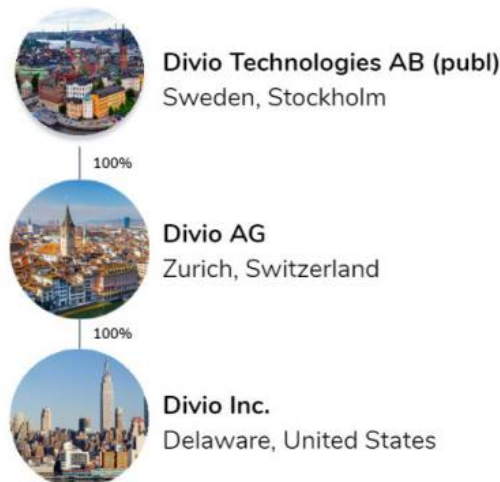 Divio Technologies AB (publ)
Sweden, Stockholm
100%
Divio AG
Zurich, Switzerland
100%
Divio Inc.
Delaware, United States